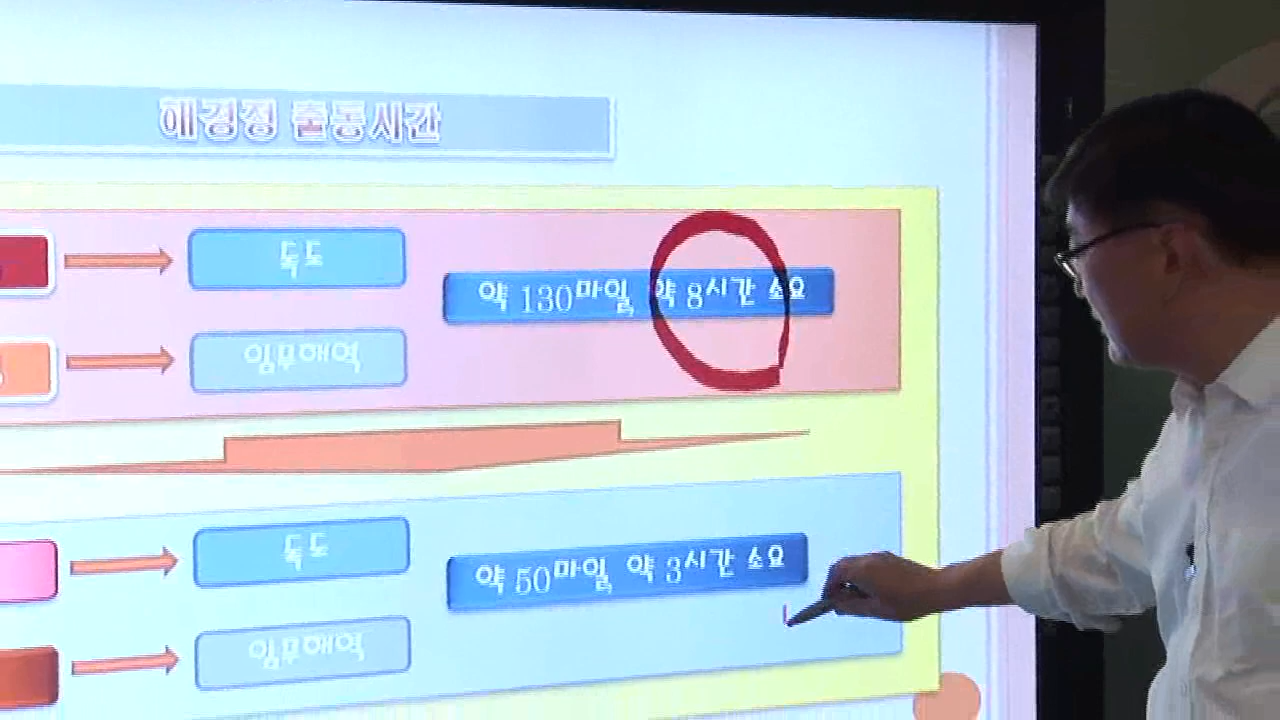 해경정 출동시간
독도
약 130마일 약 8시간 소요
임무해역
독도
약 50마일 약 3시간 소요
임무해역